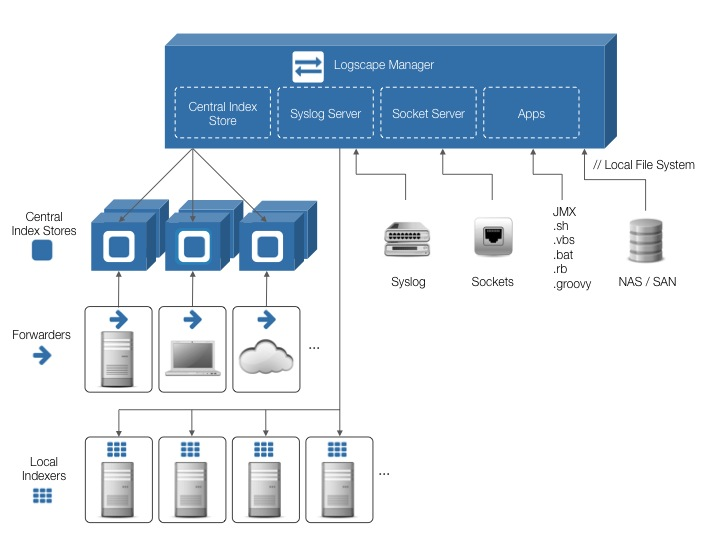 Logscape Manager
Central Index
Store
Syslog Server
Socket Server
Apps
// Local File System
Central
Index Stores
Syslog
Sockets
JMX
.sh
.vbs
.bat
.rb
.groovy
NAS / SAN
Forwarders
...
Local
Indexers
...